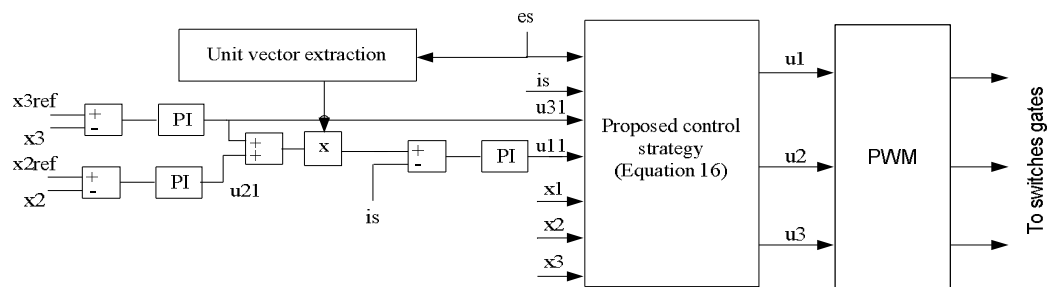 es
Unit vector extraction
is
u1
x3ref
+
-
x3
PI
u31
+
+
x
+
-
PI
u11
Proposed control
strategy
(Equation 16)
u2
PWM
To switches gates
x2ref
+
-
x2
PI
u21
is
x1
x2
u3
x3